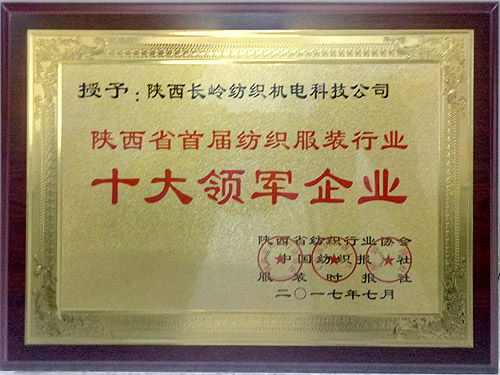 授予：陕西长岭纺织机电科技公司
陕西省首届纺织服装行业
十大领军企业
陕西省纺织行业协会
《中国纺织报》社
服装时报社
二〇一七年七月